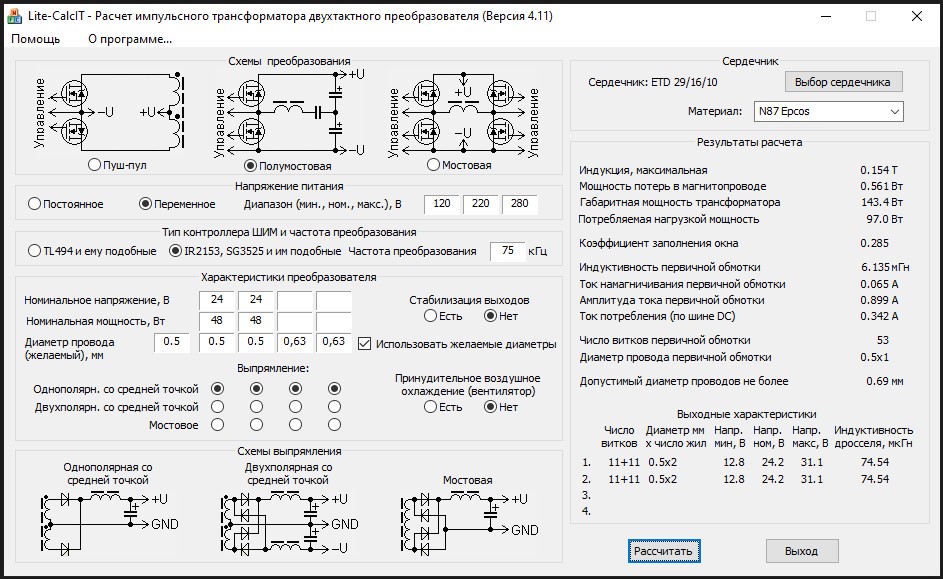 Lite-CalcIT - Расчет импульсного трансформатора двухтактного преобразователя (Версия 4.11)
Помощь О программе...
Схемы преобразования
Управление -U +U
Управление +U -U
Управление +U -U Управление
Пуш-пул Полумостовая Мостовая
Напряжение питания
Постоянное Переменное Диапазон (мин., ном., макс.), В 120 220 280
Тип контроллера ШИМ и частота преобразования
TL494 и ему подобные IR2153, SG3525 и им подобные Частота преобразования 75 кГц
Характеристики преобразователя
Номинальное напряжение, В 24 24
Номинальная мощность, Вт 48 48
Диаметр провода (желаемый), мм 0.5 0.5 0.5 0,63 0,63 Использовать желаемые диаметры
Стабилизация выходов
Есть Нет
Выпрямление:
Однополярн. со средней точкой
Двухполярн. со средней точкой
Мостовое
Принудительное воздушное
охлаждение (вентилятор)
Есть Нет
Схемы выпрямления
Однополярная со
средней точкой
+U
GND
Двухполярная со
средней точкой
+U
GND
-U
Мостовая
+U
GND
Сердечник
Сердечник: ETD 29/16/10 Выбор сердечника
Материал: N87 Epcos
Результаты расчета
Индукция, максимальная 0.154 Т
Мощность потерь в магнитопроводе 0.561 Вт
Габаритная мощность трансформатора 143.4 Вт
Потребляемая нагрузкой мощность 97.0 Вт
Коэффициент заполнения окна 0.285
Индуктивность первичной обмотки 6.135 мГн
Ток намагничивания первичной обмотки 0.065 А
Амплитуда тока первичной обмотки 0.899 А
Ток потребления (по шине DC) 0.342 А
Число витков первичной обмотки 53
Диаметр провода первичной обмотки 0.5x1
Допустимый диаметр проводов не более 0.69 мм
Выходные характеристики
Число Диаметр мм Напр. Напр. Напр. Индуктивность
витков х число жил мин, В ном, В макс, В дросселя, мкГн
1. 11+11 0.5x2 12.8 24.2 31.1 74.54
2. 11+11 0.5x2 12.8 24.2 31.1 74.54
3.
4.
Рассчитать Выход